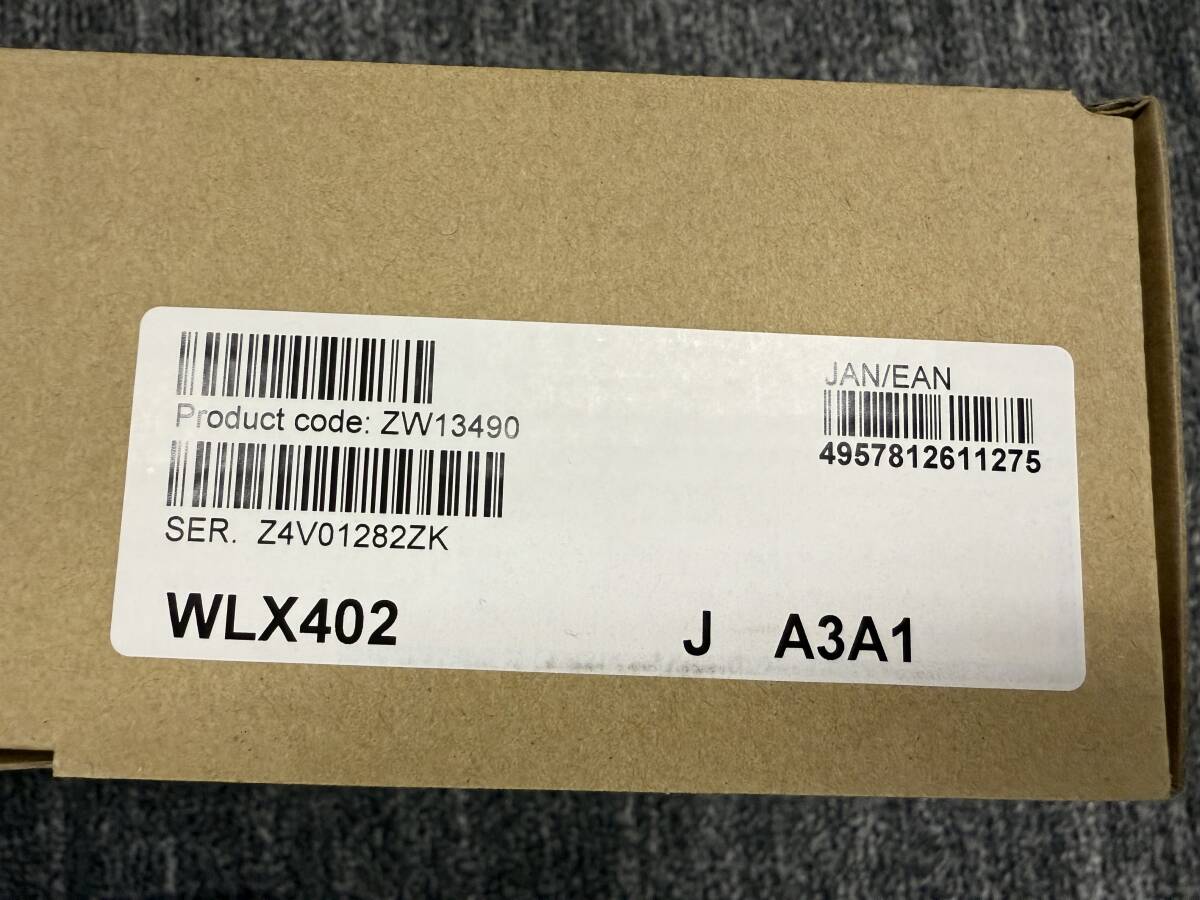 Product code: ZW13490
SER. Z4V01282ZK
JAN/EAN
4957812611275
WLX402 J A3A1